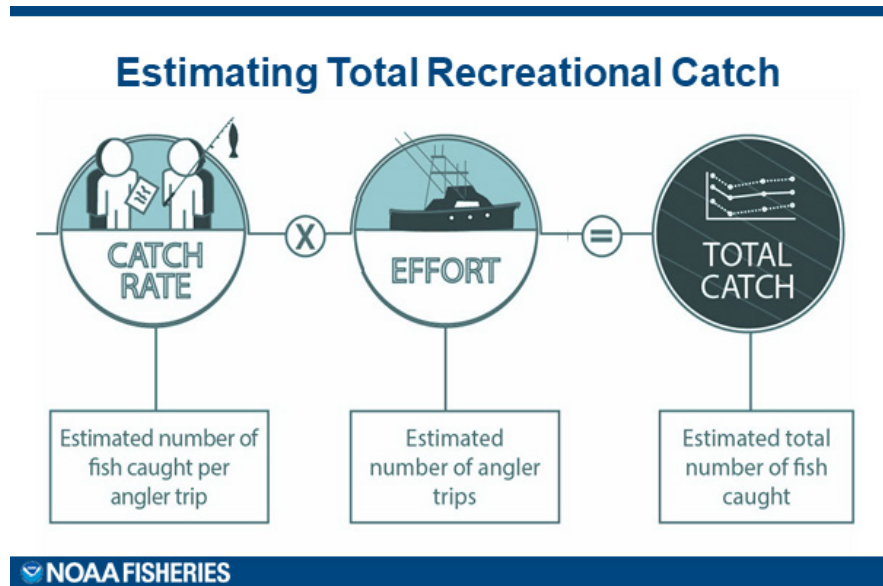 Estimating Total Recreational Catch
CATCH
RATE
X
EFFORT
=
TOTAL
CATCH
Estimated number of
fish caught per
angler trip
Estimated
number of angler
trips
Estimated total
number of fish
caught
NOAA FISHERIES